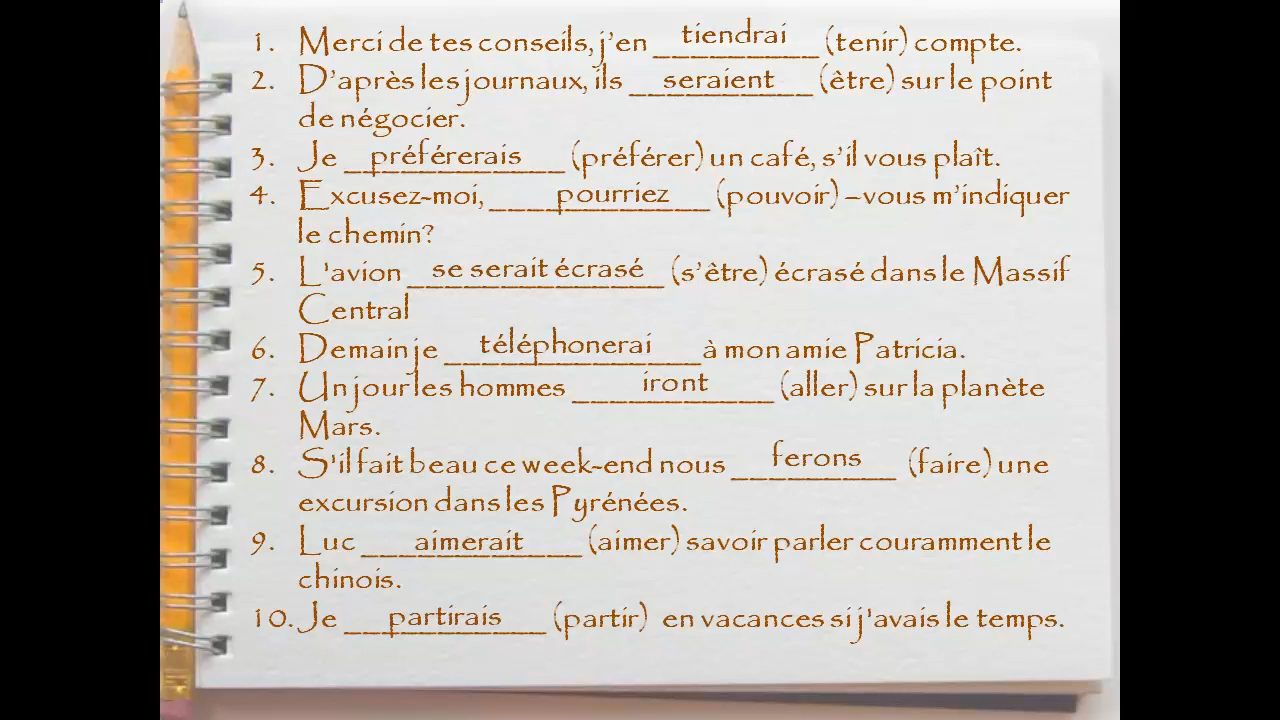 1. Merci de tes conseils, j'en __tiendrai__ (tenir) compte.
2. D'après les journaux, ils __seraient__ (être) sur le point
de négocier.
3. Je __préférerais__ (préférer) un café, s'il vous plaît.
4. Excusez-moi, __pourriez__ (pouvoir) –vous m'indiquer
le chemin?
5. L'avion __se serait écrasé__ (s'être) écrasé dans le Massif
Central
6. Demain je __téléphonerai__ à mon amie Patricia.
7. Un jour les hommes __iront__ (aller) sur la planète
Mars.
8. S'il fait beau ce week-end nous __ferons__ (faire) une
excursion dans les Pyrénées.
9. Luc __aimerait__ (aimer) savoir parler couramment le
chinois.
10. Je __partirais__ (partir) en vacances si j'avais le temps.